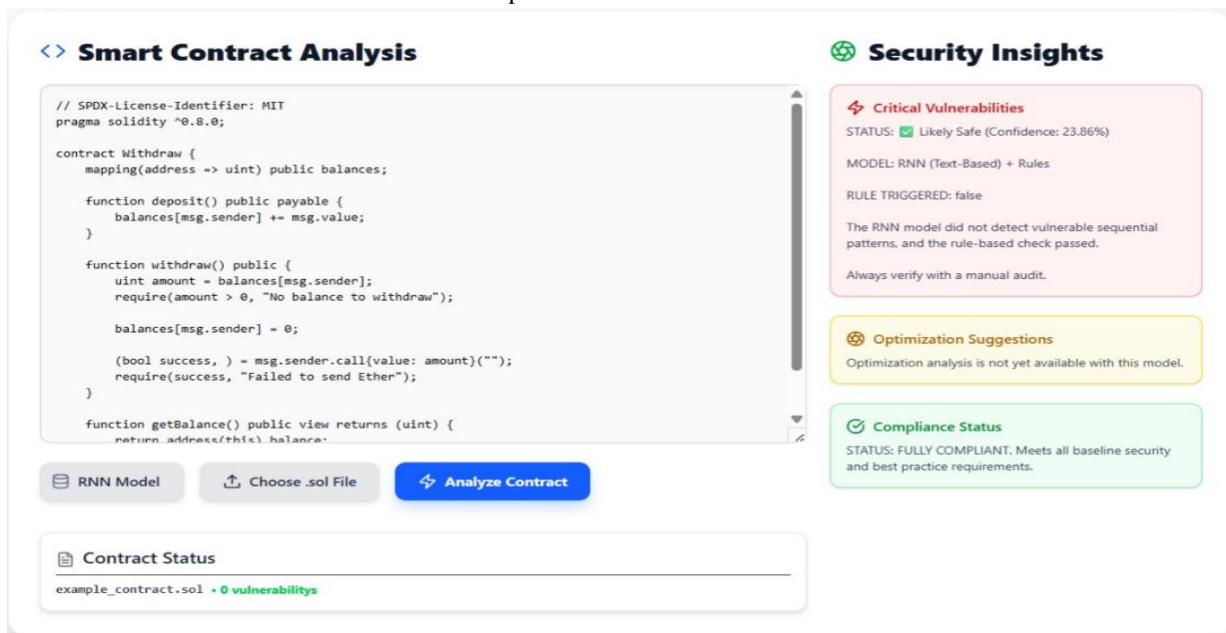 <> Smart Contract Analysis
// SPDX-License-Identifier: MIT
pragma solidity ^0.8.0;
contract Withdraw {
    mapping(address => uint) public balances;
    function deposit() public payable {
        balances[msg.sender] += msg.value;
    }
    function withdraw() public {
        uint amount = balances[msg.sender];
        require(amount > 0, "No balance to withdraw");
        balances[msg.sender] = 0;
        (bool success, ) = msg.sender.call{value: amount}("");
        require(success, "Failed to send Ether");
    }
    function getBalance() public view returns (uint) {
        return address(this).balance;
RNN Model
Choose .sol File
Analyze Contract
Contract Status
example_contract.sol • 0 vulnerabilitys
Security Insights
Critical Vulnerabilities
STATUS: ✅ Likely Safe (Confidence: 23.86%)
MODEL: RNN (Text-Based) + Rules
RULE TRIGGERED: false
The RNN model did not detect vulnerable sequential
patterns, and the rule-based check passed.
Always verify with a manual audit.
Optimization Suggestions
Optimization analysis is not yet available with this model.
Compliance Status
STATUS: FULLY COMPLIANT. Meets all baseline security
and best practice requirements.